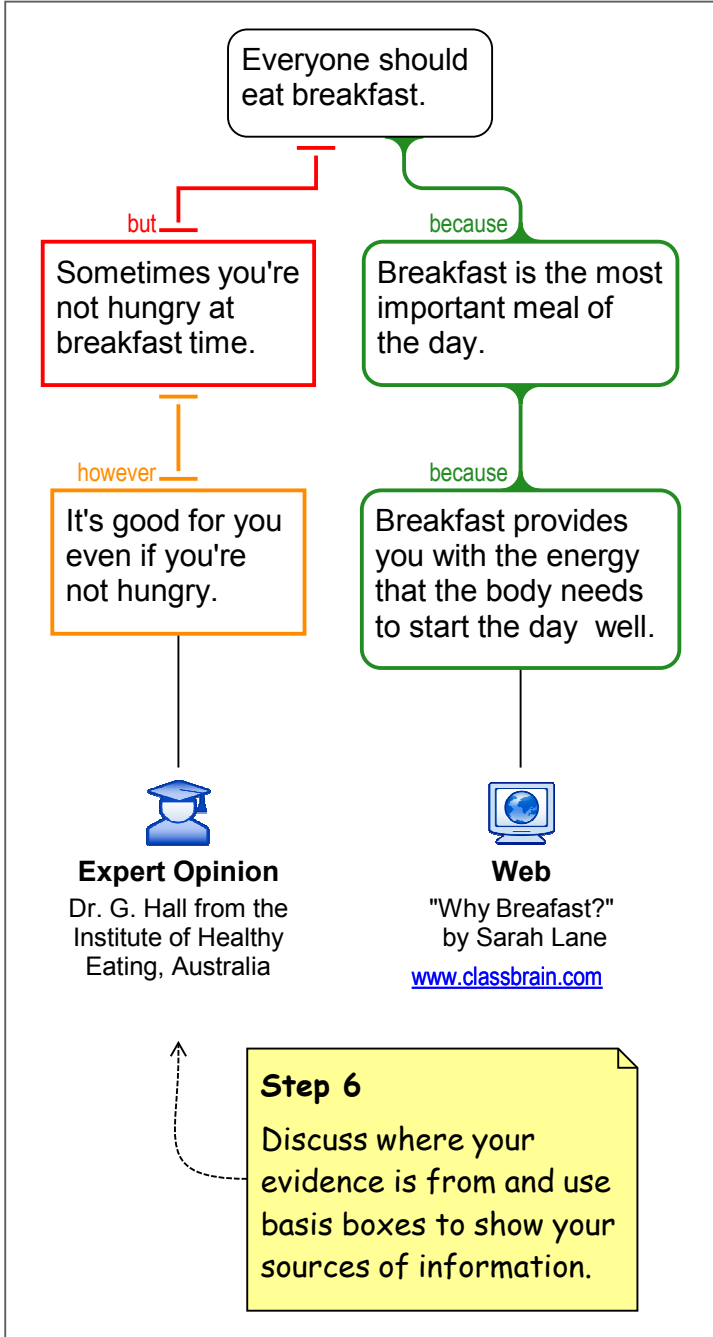 Everyone should
eat breakfast.
but
because
Sometimes you're
not hungry at
breakfast time.
Breakfast is the most
important meal of
the day.
however
because
It's good for you
even if you're
not hungry.
Breakfast provides
you with the energy
that the body needs
to start the day  well.
Expert Opinion
Dr. G. Hall from the
Institute of Healthy
Eating, Australia
Web
"Why Breafast?"
by Sarah Lane
www.classbrain.com
Step 6
Discuss where your
evidence is from and use
basis boxes to show your
sources of information.